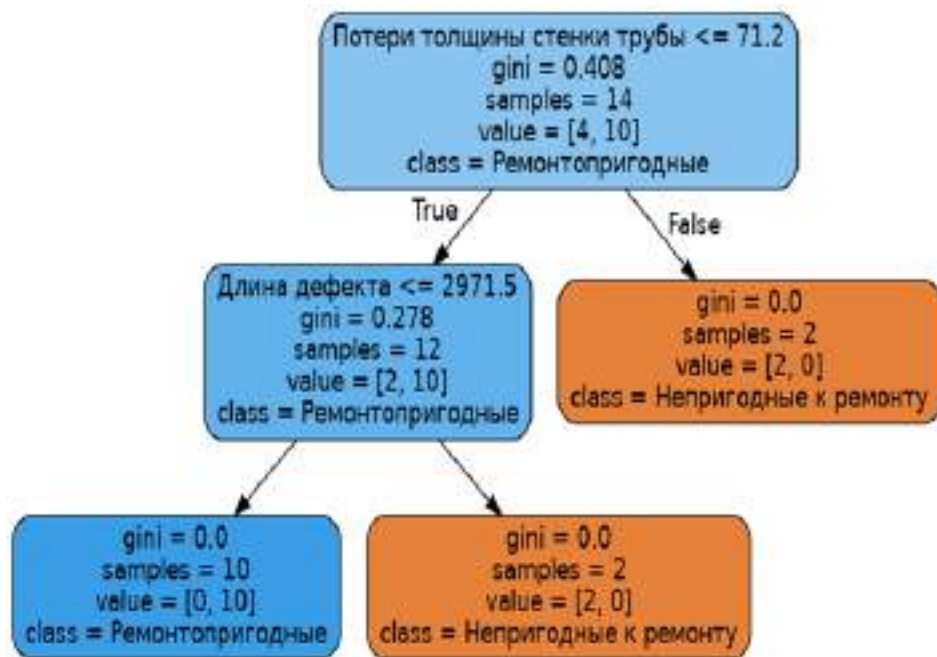 Потери толщины стенки трубы <= 71.2
gini = 0.408
samples = 14
value = [4, 10]
class = Ремонтопригодные
True
False
Длина дефекта <= 2971.5
gini = 0.278
samples = 12
value = [2, 10]
class = Ремонтопригодные
gini = 0.0
samples = 2
value = [2, 0]
class = Непригодные к ремонту
gini = 0.0
samples = 10
value = [0, 10]
class = Ремонтопригодные
gini = 0.0
samples = 2
value = [2, 0]
class = Непригодные к ремонту